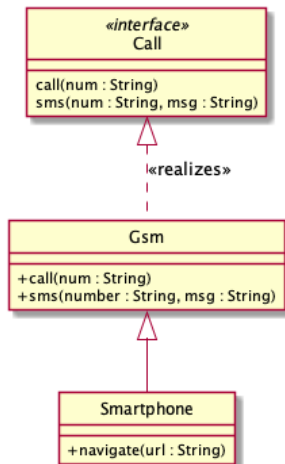 «interface»
Call
call(num : String)
sms(num : String, msg : String)
«realizes»
Gsm
+call(num : String)
+sms(number : String, msg : String)
Smartphone
+navigate(url : String)